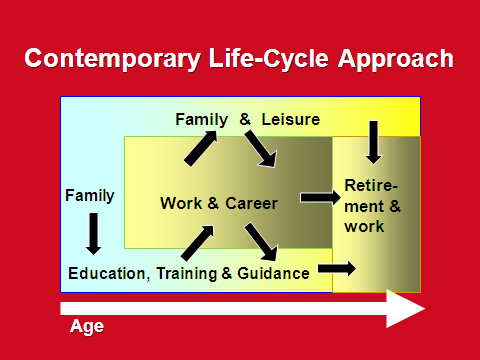 Contemporary Life-Cycle Approach
Family & Leisure
Family
Work & Career
Retire-
ment &
work
Education, Training & Guidance
Age